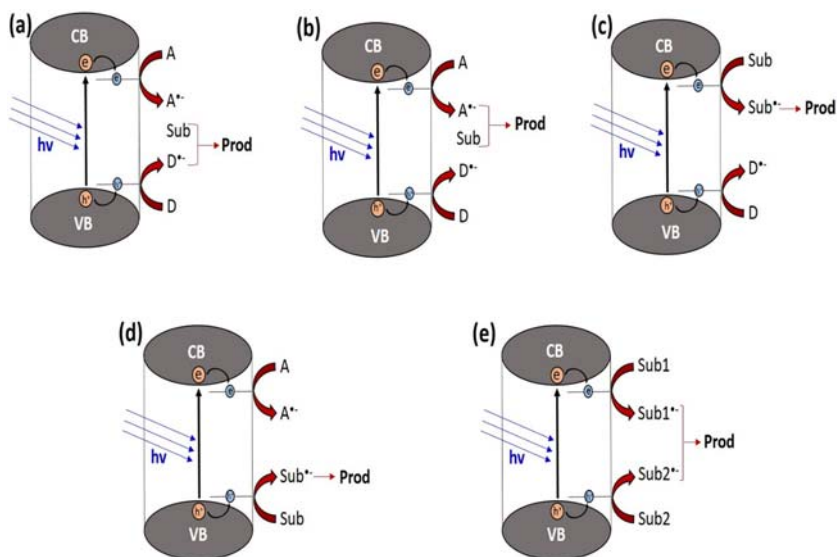 (a)
CB
e
e
A
A•-
hv
Sub
Prod
D•-
h+
h+
D
VB
(b)
CB
e
e
A
A•-
hv
Sub
Prod
D•-
h+
h+
D
VB
(c)
CB
e
e
Sub
Sub•-
Prod
hv
D•-
h+
h+
D
VB
(d)
CB
e
e
A
A•-
hv
Sub•-
Prod
h+
h+
Sub
VB
(e)
CB
e
e
Sub1
Sub1•-
hv
Prod
Sub2•-
h+
h+
Sub2
VB